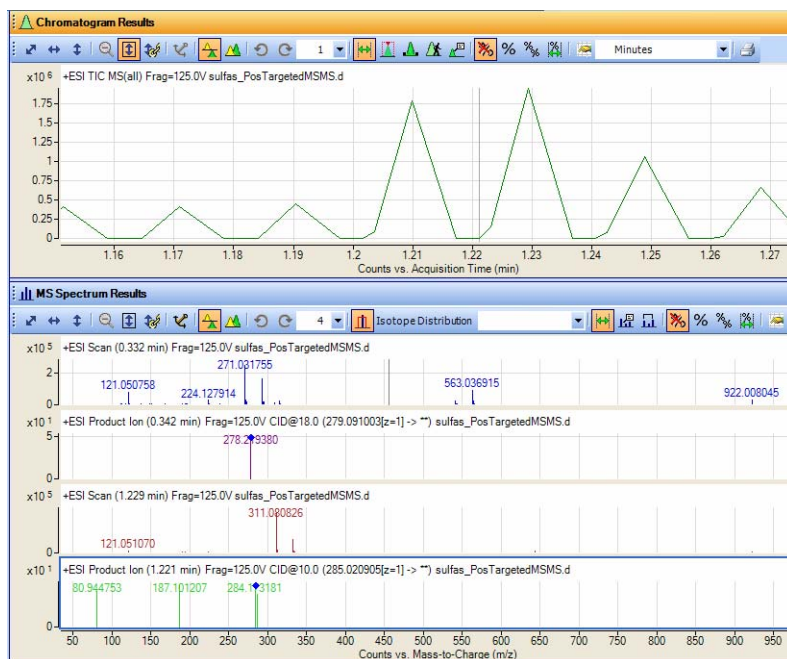 Chromatogram Results
1 % Minutes
x10 6 +ESI TIC MS(all) Frag=125.0V sulfas_PosTargetedMSMS.d
1.75
1.5
1.25
1
0.75
0.5
0.25
0
1.16 1.17 1.18 1.19 1.2 1.21 1.22 1.23 1.24 1.25 1.26 1.27
Counts vs. Acquisition Time (min)
MS Spectrum Results
4 Isotope Distribution %
x10 5 +ESI Scan (0.332 min) Frag=125.0V sulfas_PosTargetedMSMS.d
271.031755
2
121.050758 224.127914 563.036915 922.008045
0
x10 1 +ESI Product Ion (0.342 min) Frag=125.0V CID@18.0 (279.091003[z=1] -> **) sulfas_PosTargetedMSMS.d
5
0
x10 5 +ESI Scan (1.229 min) Frag=125.0V sulfas_PosTargetedMSMS.d
311.080826
121.051070
0
x10 1 +ESI Product Ion (1.221 min) Frag=125.0V CID@10.0 (285.020905[z=1] -> **) sulfas_PosTargetedMSMS.d
80.944753 187.101207
0
50 100 150 200 250 300 350 400 450 500 550 600 650 700 750 800 850 900 950
Counts vs. Mass-to-Charge (m/z)